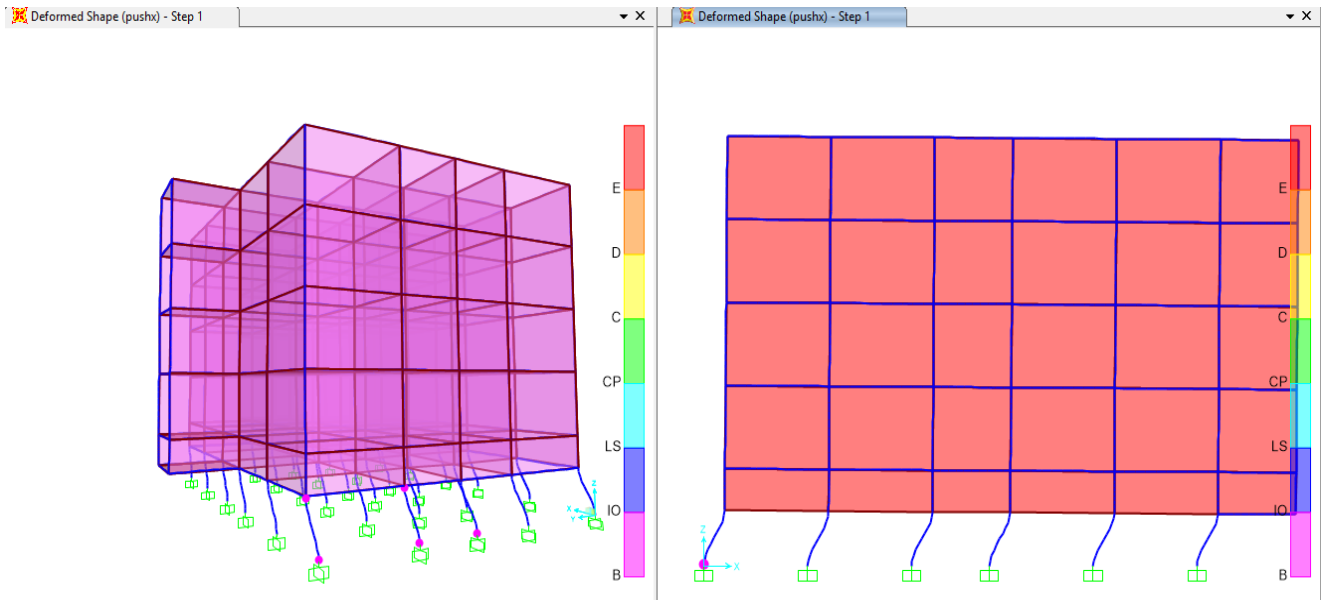 Deformed Shape (pushx) - Step 1
E
D
C
CP
LS
IO
B
X
Y
Z
Deformed Shape (pushx) - Step 1
E
D
C
CP
LS
IO
B
Z
X